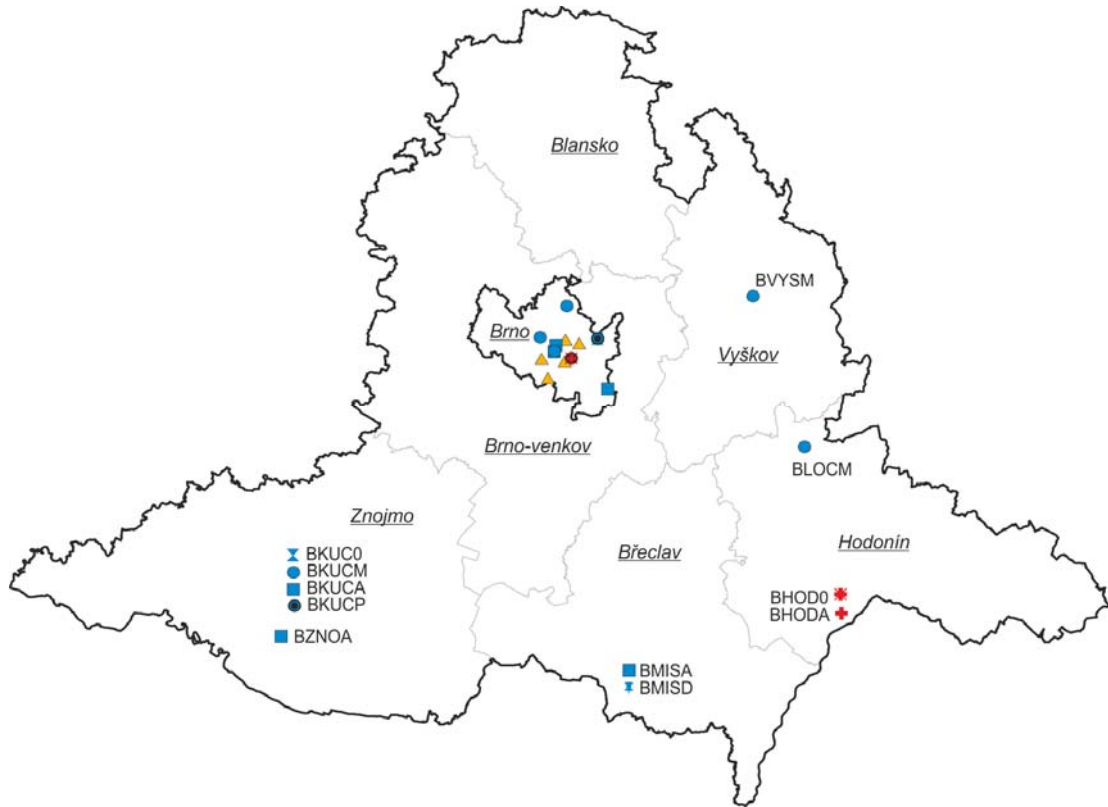 Blansko
BVYSM
Brno
Vyškov
Brno-venkov
BLOCM
Znojmo
Břeclav
Hodonín
BKUC0
BKUCM
BKUCA
BKUCP
BHOD0
BHODA
BZNOA
BMISA
BMISD